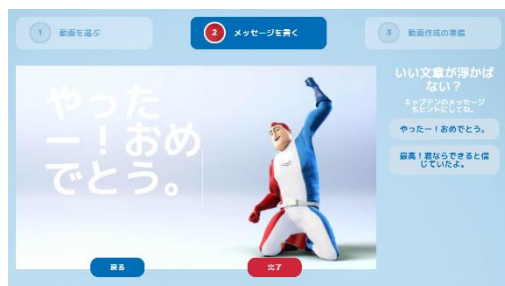 1 動画を選ぶ
2 メッセージを書く
3 動画作成の準備
やった
ー！おめ
でとう。
いい文章が浮かば
ない？
キャプテンのメッセージ
をヒントにしてね。
やったー！おめでとう。
最高！君ならできると信
じていたよ。
戻る
完了